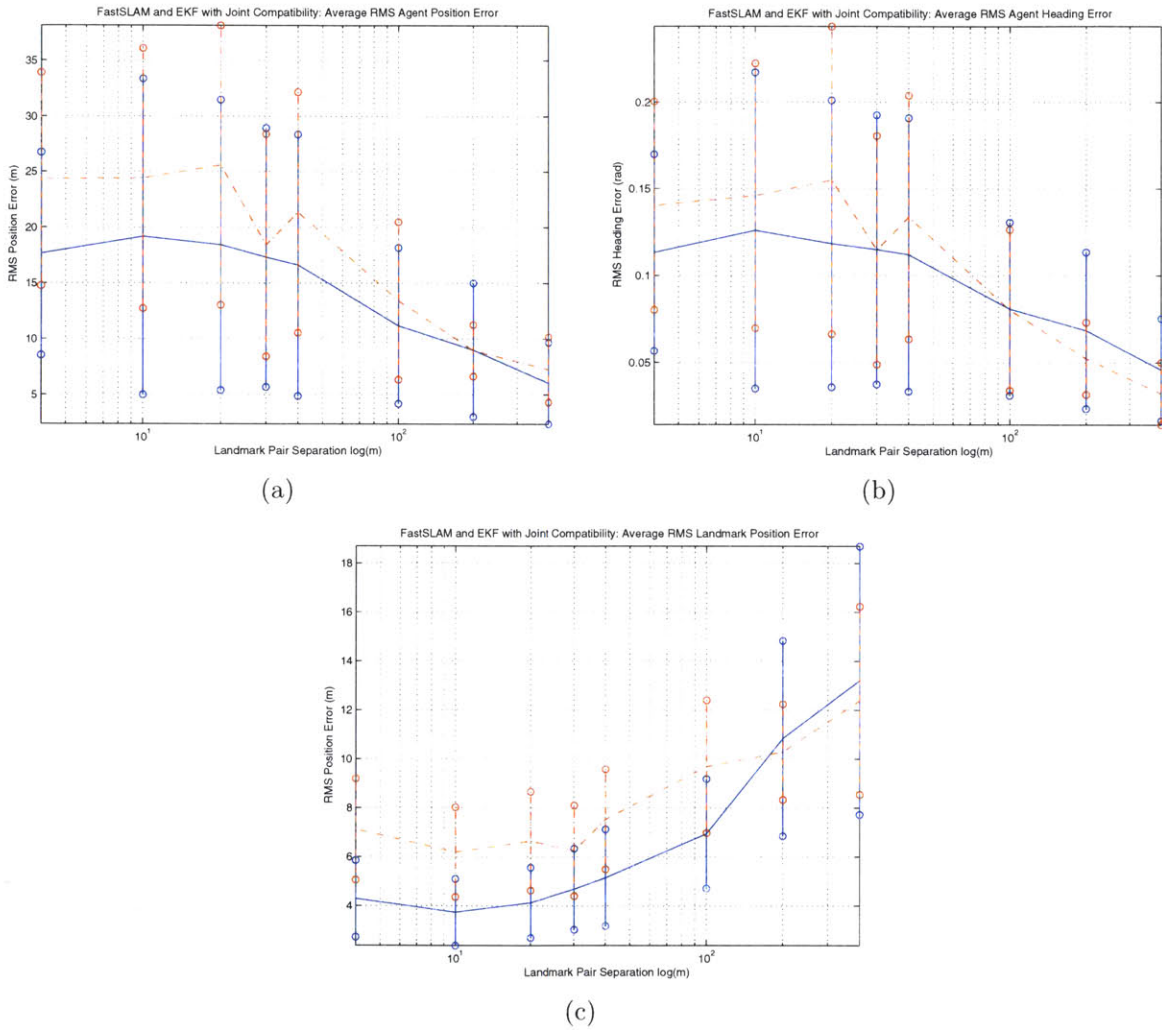 FastSLAM and EKF with Joint Compatibility: Average RMS Agent Position Error
RMS Position Error (m)
35
30
25
20
15
10
5
10¹
10²
Landmark Pair Separation log(m)
(a)
FastSLAM and EKF with Joint Compatibility: Average RMS Agent Heading Error
RMS Heading Error (rad)
0.2
0.15
0.1
0.05
10¹
10²
Landmark Pair Separation log(m)
(b)
FastSLAM and EKF with Joint Compatibility: Average RMS Landmark Position Error
RMS Position Error (m)
18
16
14
12
10
8
6
4
10¹
10²
Landmark Pair Separation log(m)
(c)